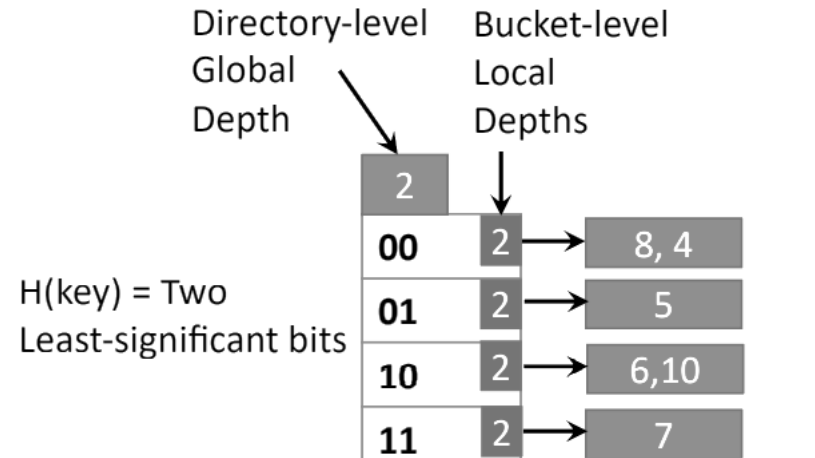 Directory-level
Global
Depth
Bucket-level
Local
Depths
2
00 2 8, 4
01 2 5
H(key) = Two
Least-significant bits
10 2 6,10
11 2 7